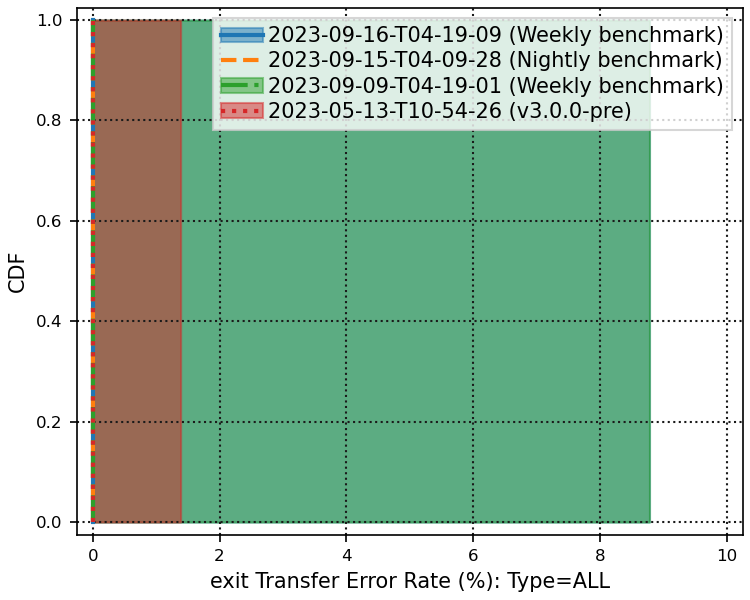 1.0
0.8
0.6
0.4
0.2
0.0
CDF
2023-09-16-T04-19-09 (Weekly benchmark)
2023-09-15-T04-09-28 (Nightly benchmark)
2023-09-09-T04-19-01 (Weekly benchmark)
2023-05-13-T10-54-26 (v3.0.0-pre)
0 2 4 6 8 10
exit Transfer Error Rate (%): Type=ALL